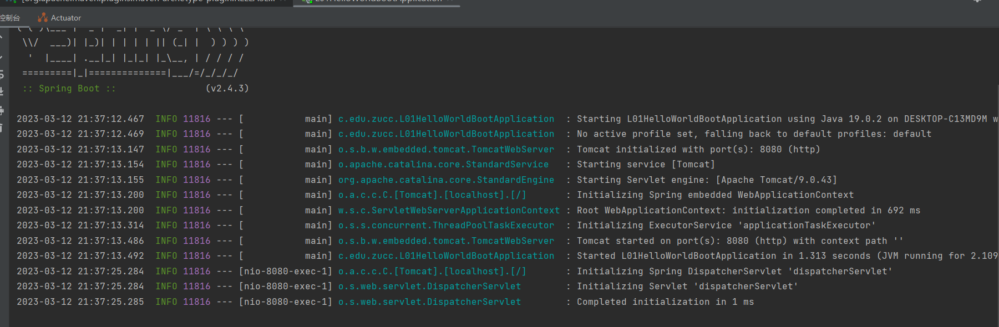 [org.apache.maven.plugins:maven-archetype-plugin:RELEASE... L01HelloWorldBootApplication
控制台 Actuator
:: Spring Boot :: (v2.4.3)
2023-03-12 21:37:12.467 INFO 11816 --- [ main] c.edu.zucc.L01HelloWorldBootApplication : Starting L01HelloWorldBootApplication using Java 19.0.2 on DESKTOP-C13MD9M w
2023-03-12 21:37:12.469 INFO 11816 --- [ main] c.edu.zucc.L01HelloWorldBootApplication : No active profile set, falling back to default profiles: default
2023-03-12 21:37:13.147 INFO 11816 --- [ main] o.s.b.w.embedded.tomcat.TomcatWebServer : Tomcat initialized with port(s): 8080 (http)
2023-03-12 21:37:13.154 INFO 11816 --- [ main] o.apache.catalina.core.StandardService : Starting service [Tomcat]
2023-03-12 21:37:13.155 INFO 11816 --- [ main] org.apache.catalina.core.StandardEngine : Starting Servlet engine: [Apache Tomcat/9.0.43]
2023-03-12 21:37:13.200 INFO 11816 --- [ main] o.a.c.c.C.[Tomcat].[localhost].[/] : Initializing Spring embedded WebApplicationContext
2023-03-12 21:37:13.200 INFO 11816 --- [ main] w.s.c.ServletWebServerApplicationContext : Root WebApplicationContext: initialization completed in 692 ms
2023-03-12 21:37:13.314 INFO 11816 --- [ main] o.s.s.concurrent.ThreadPoolTaskExecutor : Initializing ExecutorService 'applicationTaskExecutor'
2023-03-12 21:37:13.486 INFO 11816 --- [ main] o.s.b.w.embedded.tomcat.TomcatWebServer : Tomcat started on port(s): 8080 (http) with context path ''
2023-03-12 21:37:13.492 INFO 11816 --- [ main] c.edu.zucc.L01HelloWorldBootApplication : Started L01HelloWorldBootApplication in 1.313 seconds (JVM running for 2.109
2023-03-12 21:37:25.284 INFO 11816 --- [nio-8080-exec-1] o.a.c.c.C.[Tomcat].[localhost].[/] : Initializing Spring DispatcherServlet 'dispatcherServlet'
2023-03-12 21:37:25.284 INFO 11816 --- [nio-8080-exec-1] o.s.web.servlet.DispatcherServlet : Initializing Servlet 'dispatcherServlet'
2023-03-12 21:37:25.285 INFO 11816 --- [nio-8080-exec-1] o.s.web.servlet.DispatcherServlet : Completed initialization in 1 ms